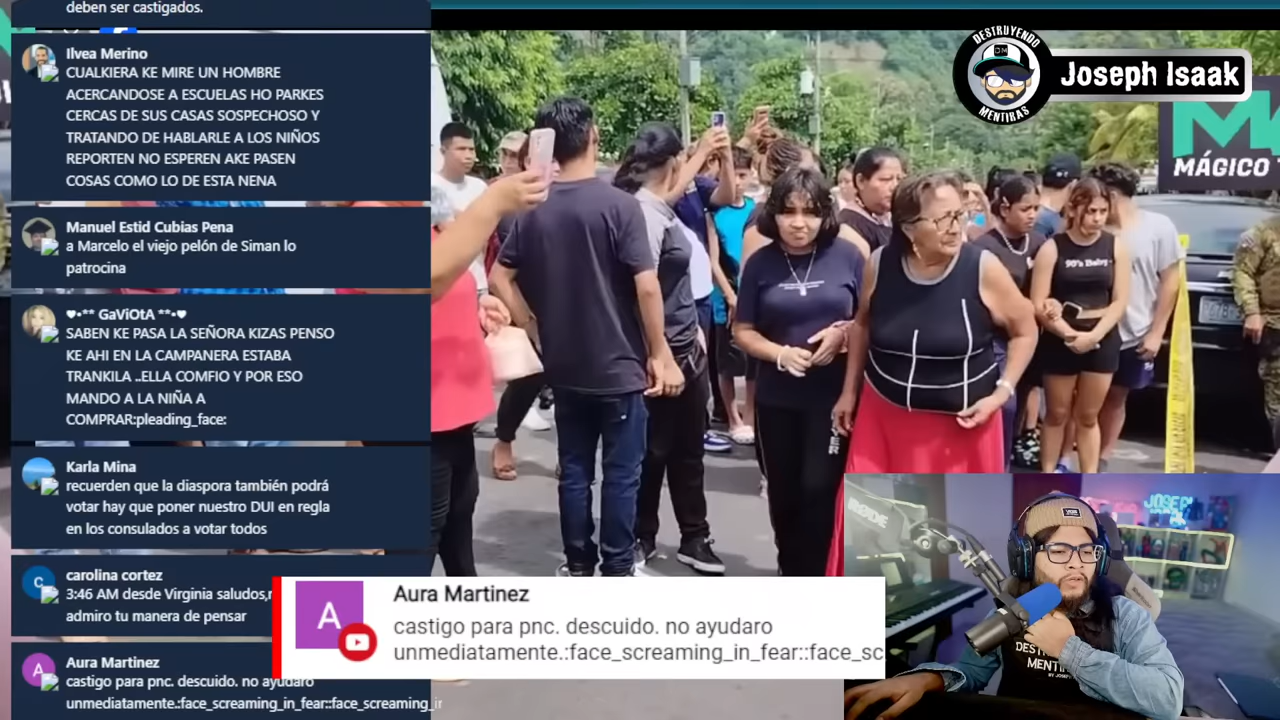 deben ser castigados.
Ilvea Merino
CUALKIERA KE MIRE UN HOMBRE
ACERCANDOSE A ESCUELAS HO PARKES
CERCAS DE SUS CASAS SOSPECHOSO Y
TRATANDO DE HABLARLE A LOS NIÑOS
REPORTEN NO ESPEREN AKE PASEN
COSAS COMO LO DE ESTA NENA
Manuel Estid Cubias Pena
a Marcelo el viejo pelón de Siman lo
patrocina
♥•** GaViOtA **•♥
SABEN KE PASA LA SEÑORA KIZAS PENSO
KE AHI EN LA CAMPANERA ESTABA
TRANKILA ..ELLA COMFIO Y POR ESO
MANDO A LA NIÑA A
COMPRAR:pleading_face:
Karla Mina
recuerden que la diaspora también podrá
votar hay que poner nuestro DUI en regla
en los consulados a votar todos
carolina cortez
3:46 AM desde Virginia saludos,
admiro tu manera de pensar
Aura Martinez
castigo para pnc. descuido. no ayudaro
unmediatamente.:face_screaming_in_fear::face_screaming_i
A
Aura Martinez
castigo para pnc. descuido. no ayudaro
unmediatamente.:face_screaming_in_fear::face_sc
DESTRUYENDO
DM
MENTIRAS
Joseph Isaak
MÁGICO
90's Baby
RØDE
JOSEPH